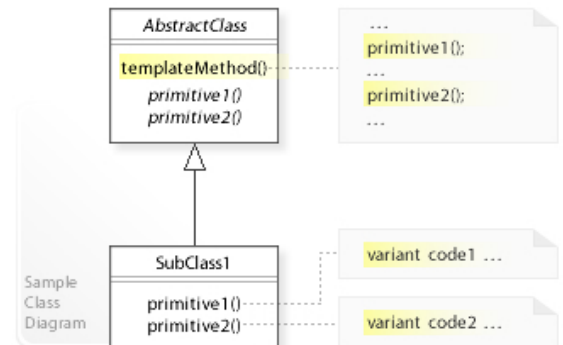 AbstractClass
templateMethod()
primitive1()
primitive2()
...
primitive1();
...
primitive2();
...
SubClass1
primitive1()
primitive2()
variant code1 ...
variant code2 ...
Sample
Class
Diagram